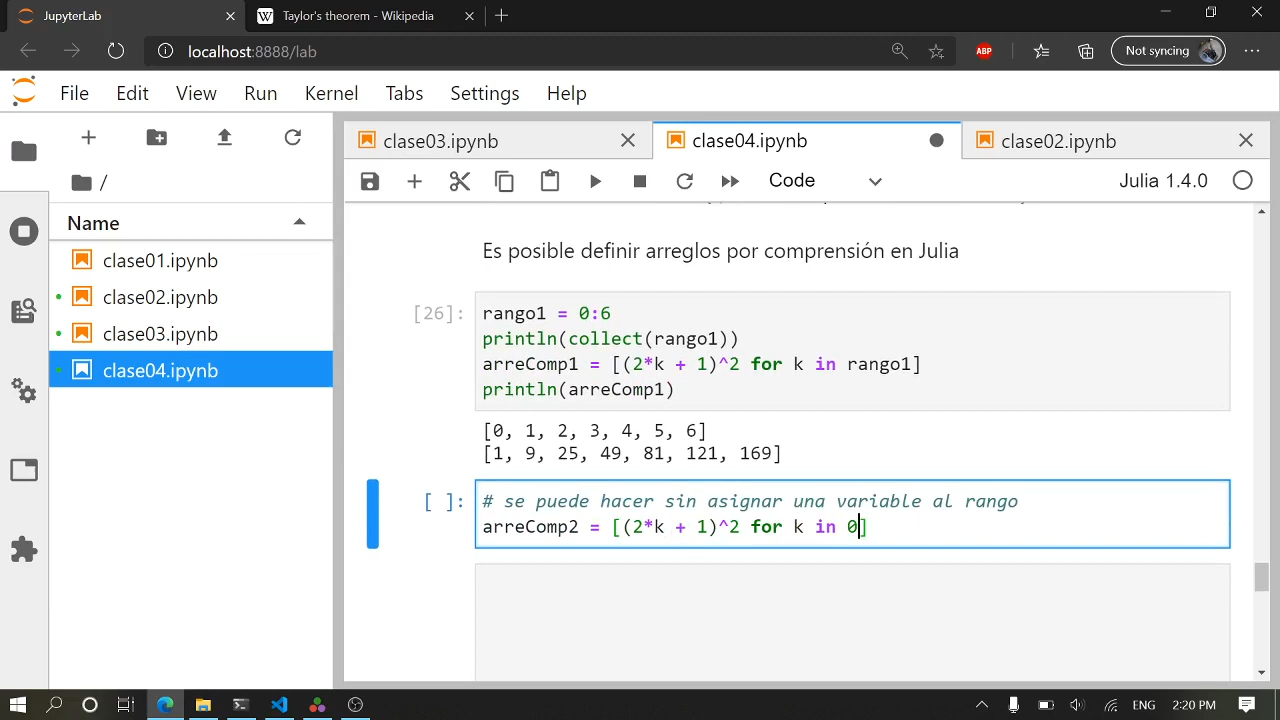 JupyterLab
Taylor's theorem - Wikipedia
localhost:8888/lab
ABP
Not syncing
File Edit View Run Kernel Tabs Settings Help
clase03.ipynb
clase04.ipynb
clase02.ipynb
/
Code
Julia 1.4.0
Name
clase01.ipynb
clase02.ipynb
clase03.ipynb
clase04.ipynb
Es posible definir arreglos por comprensión en Julia
[26]:
rango1 = 0:6
println(collect(rango1))
arreComp1 = [(2*k + 1)^2 for k in rango1]
println(arreComp1)
[0, 1, 2, 3, 4, 5, 6]
[1, 9, 25, 49, 81, 121, 169]
[ ]:
# se puede hacer sin asignar una variable al rango
arreComp2 = [(2*k + 1)^2 for k in 0]
ENG 2:20 PM